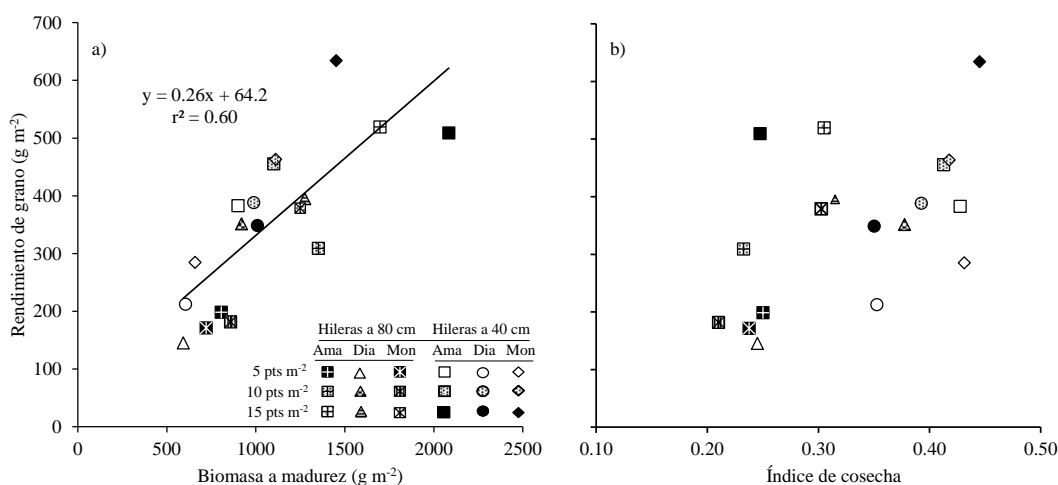 a)
b)
y = 0.26x + 64.2
r² = 0.60
Rendimiento de grano (g m⁻²)
700
600
500
400
300
200
100
0
0 500 1000 1500 2000 2500
Biomasa a madurez (g m⁻²)
Hileras a 80 cm Hileras a 40 cm
Ama Dia Mon Ama Dia Mon
5 pts m⁻²
10 pts m⁻²
15 pts m⁻²
0.10 0.20 0.30 0.40 0.50
Índice de cosecha